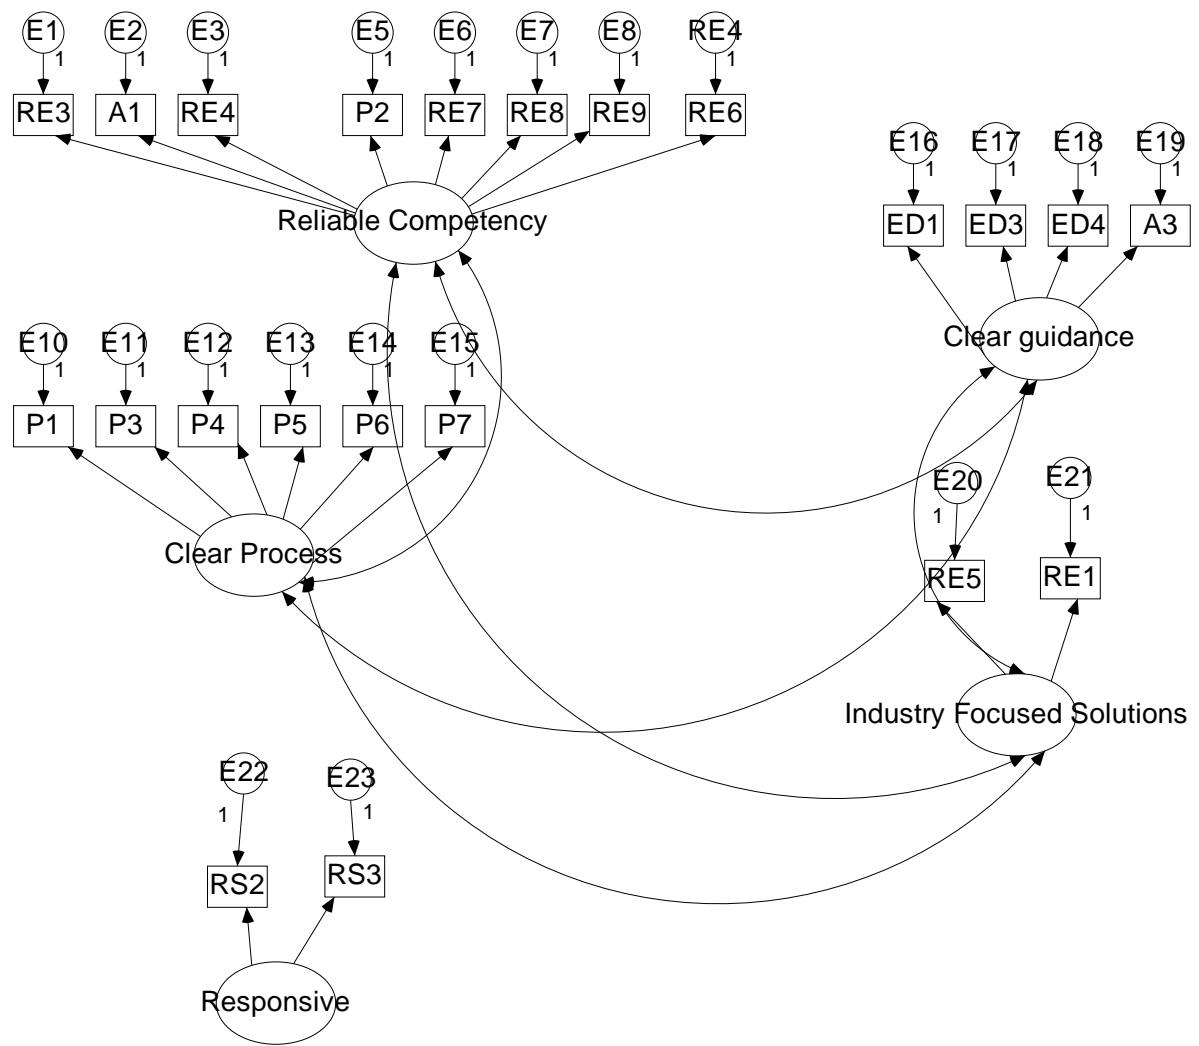 E1 E2 E3 E5 E6 E7 E8 RE4
1 1 1 1 1 1 1 1
RE3 A1 RE4 P2 RE7 RE8 RE9 RE6
E16 E17 E18 E19
1 1 1 1
ED1 ED3 ED4 A3
Reliable Competency
Clear guidance
E10 E11 E12 E13 E14 E15
1 1 1 1 1 1
P1 P3 P4 P5 P6 P7
E20 E21
1 1
RE5 RE1
Clear Process
Industry Focused Solutions
E22 E23
1 1
RS2 RS3
Responsive